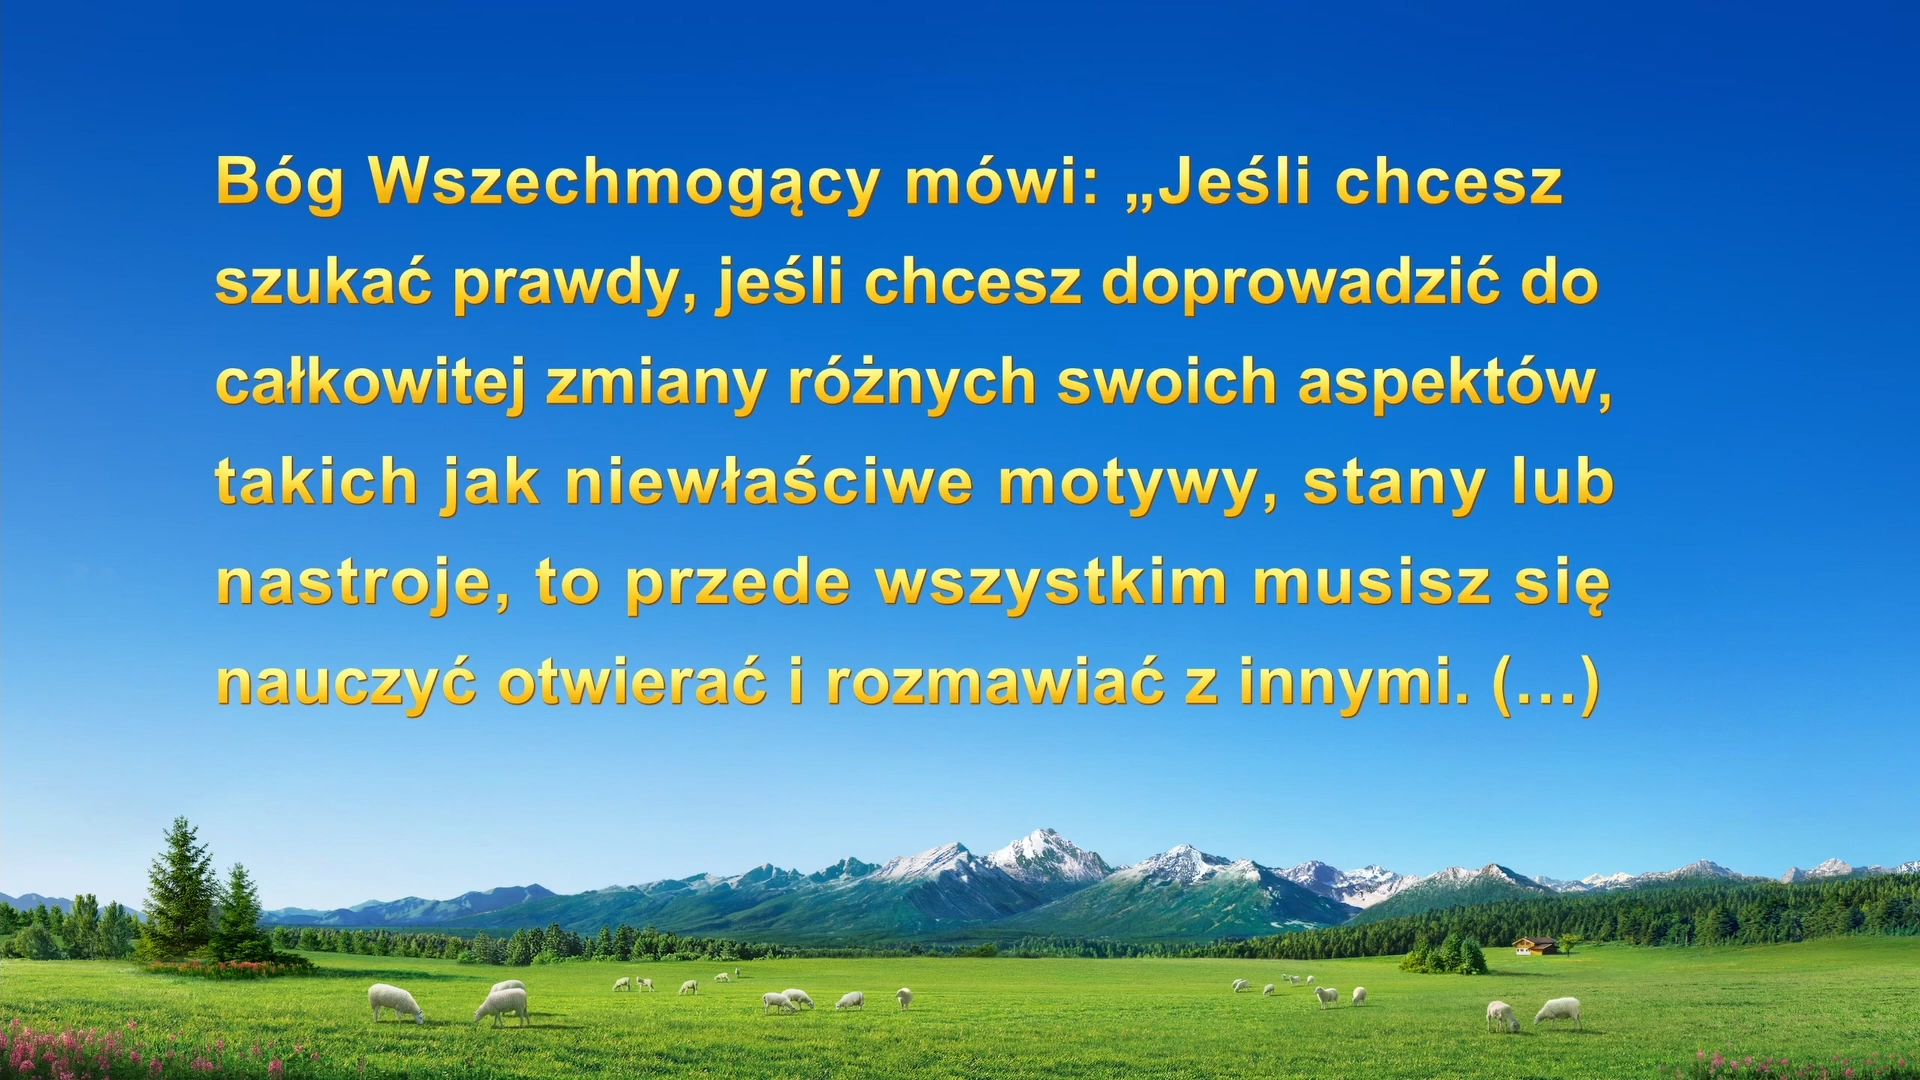 Bóg Wszechmogący mówi: „Jeśli chcesz
szukać prawdy, jeśli chcesz doprowadzić do
całkowitej zmiany różnych swoich aspektów,
takich jak niewłaściwe motywy, stany lub
nastroje, to przede wszystkim musisz się
nauczyć otwierać i rozmawiać z innymi. (…)